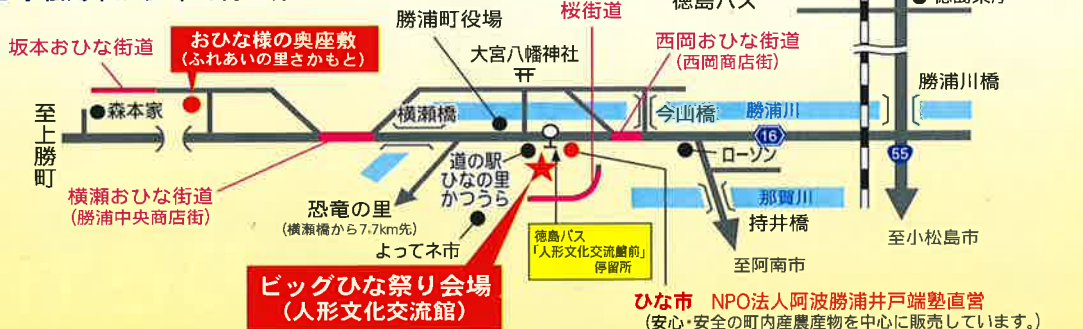 桜街道
徳島バス
勝浦町役場
坂本おひな街道
おひな様の奥座敷
(ふれあいの里さかもと)
大宮八幡神社
西岡おひな街道
(西岡商店街)
勝浦川橋
至上勝町
森本家
横瀬橋
今山橋
勝浦川
16
55
道の駅
ひなの里
かつうら
ローソン
横瀬おひな街道
(勝浦中央商店街)
恐竜の里
(横瀬橋から7.7km先)
よってネ市
徳島バス
「人形文化交流館前」
停留所
那賀川
持井橋
至阿南市
至小松島市
ビッグひな祭り会場
(人形文化交流館)
ひな市 NPO法人阿波勝浦井戸端塾直営
(安心・安全の町内産農産物を中心に販売しています。)